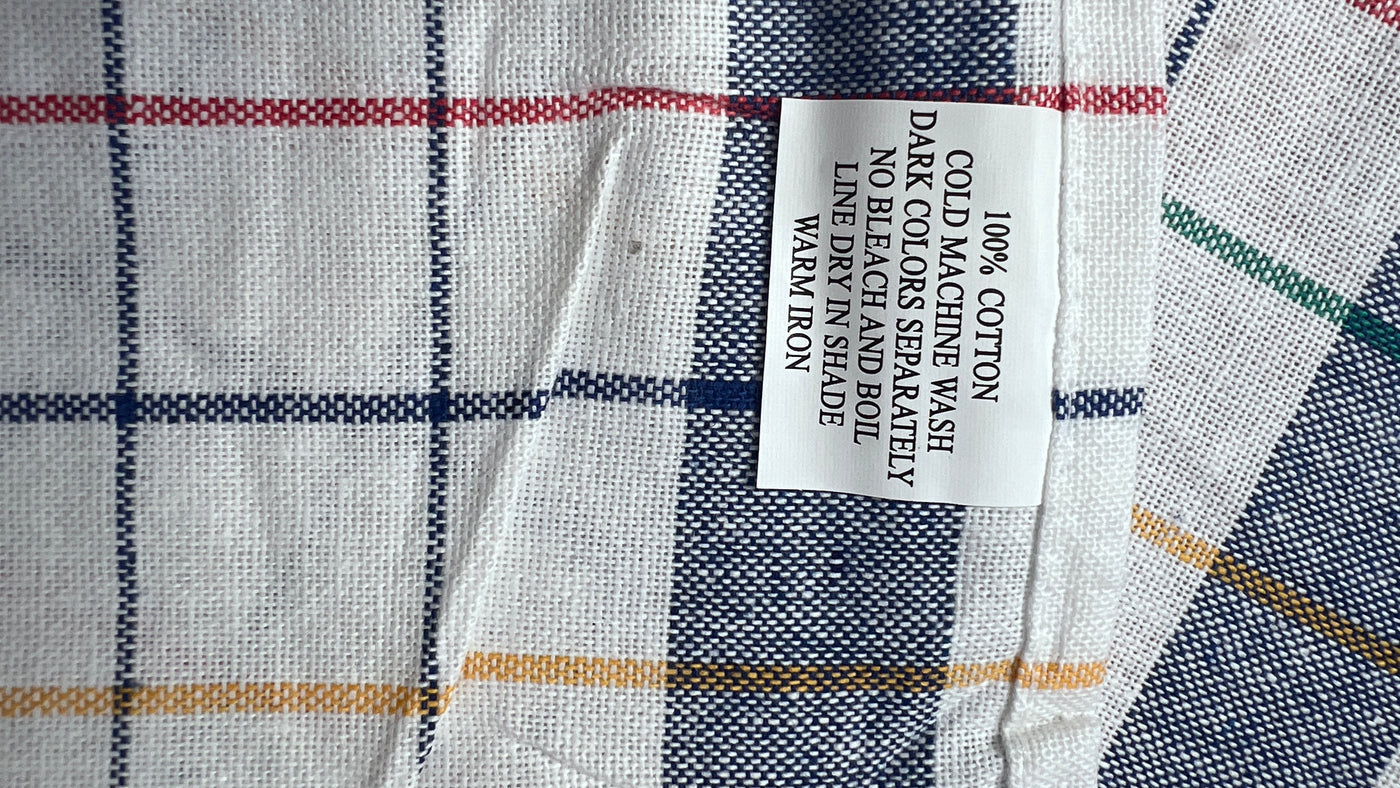 100% COTTON
COLD MACHINE WASH
DARK COLORS SEPARATELY
NO BLEACH AND BOIL
LINE DRY IN SHADE
WARM IRON